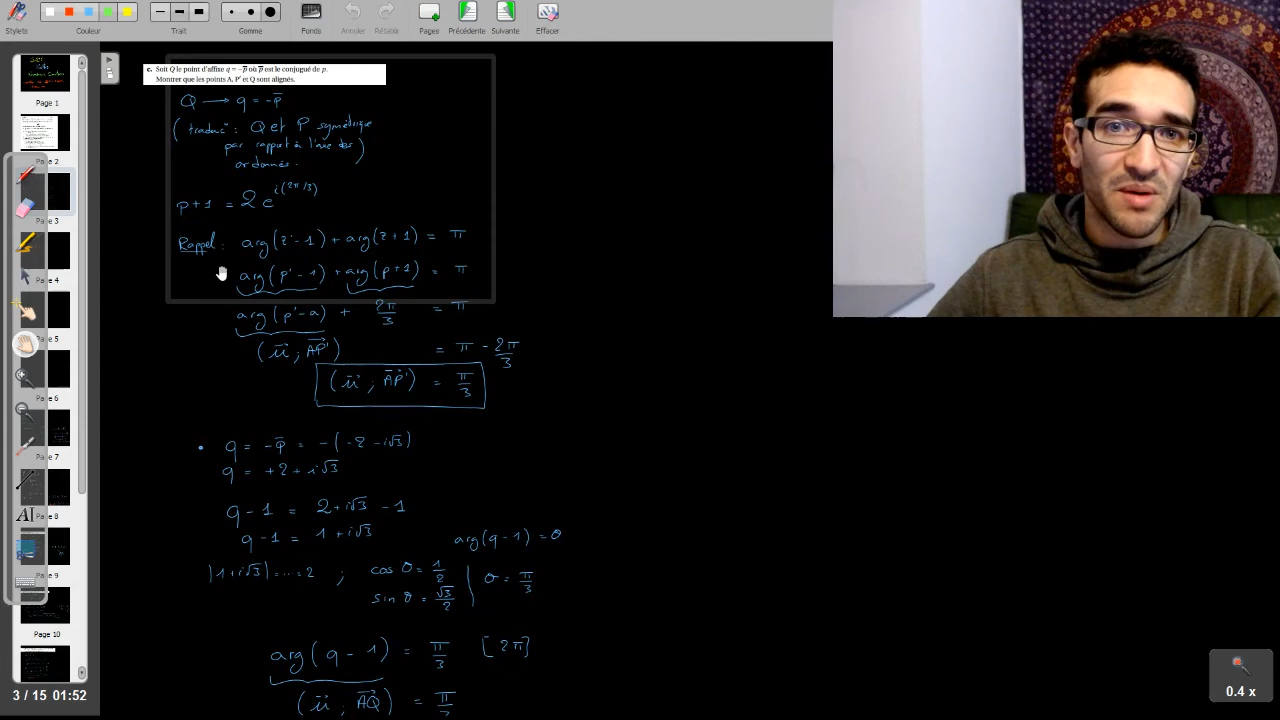 Stylets Couleur Trait Gomme Fonds Annuler Rétablir Pages Précédente Suivante Effacer
Page 1
Page 2
Page 3
Page 4
Page 5
Page 6
Page 7
Page 8
Page 9
Page 10
AI
3 / 15 01:52
c. Soit Q le point d'affixe q = −p̄ où p̄ est le conjugué de p.
Montrer que les points A, P′ et Q sont alignés.
Q → q = -p̄
( traduc° : Q et P symétrique
par rapport à l'axe des
ordonnés. )
p+1 = 2 e^{i(2π/3)}
Rappel : arg(z'-1) + arg(z+1) = π
arg(p'-1) + arg(p+1) = π
arg(p'-a) + 2π/3 = π
(u⃗ ; AP'⃗) = π - 2π/3
(u⃗ ; AP'⃗) = π/3
• q = -p̄ = -(-2 - i√3)
q = +2 + i√3
q - 1 = 2+i√3 - 1
q - 1 = 1 + i√3
arg(q-1) = θ
|1+i√3| = ... = 2 ; cos θ = 1/2
sin θ = √3/2 | θ = π/3
arg(q - 1) = π/3 [2π]
(u⃗ ; AQ⃗) = π
0.4 x